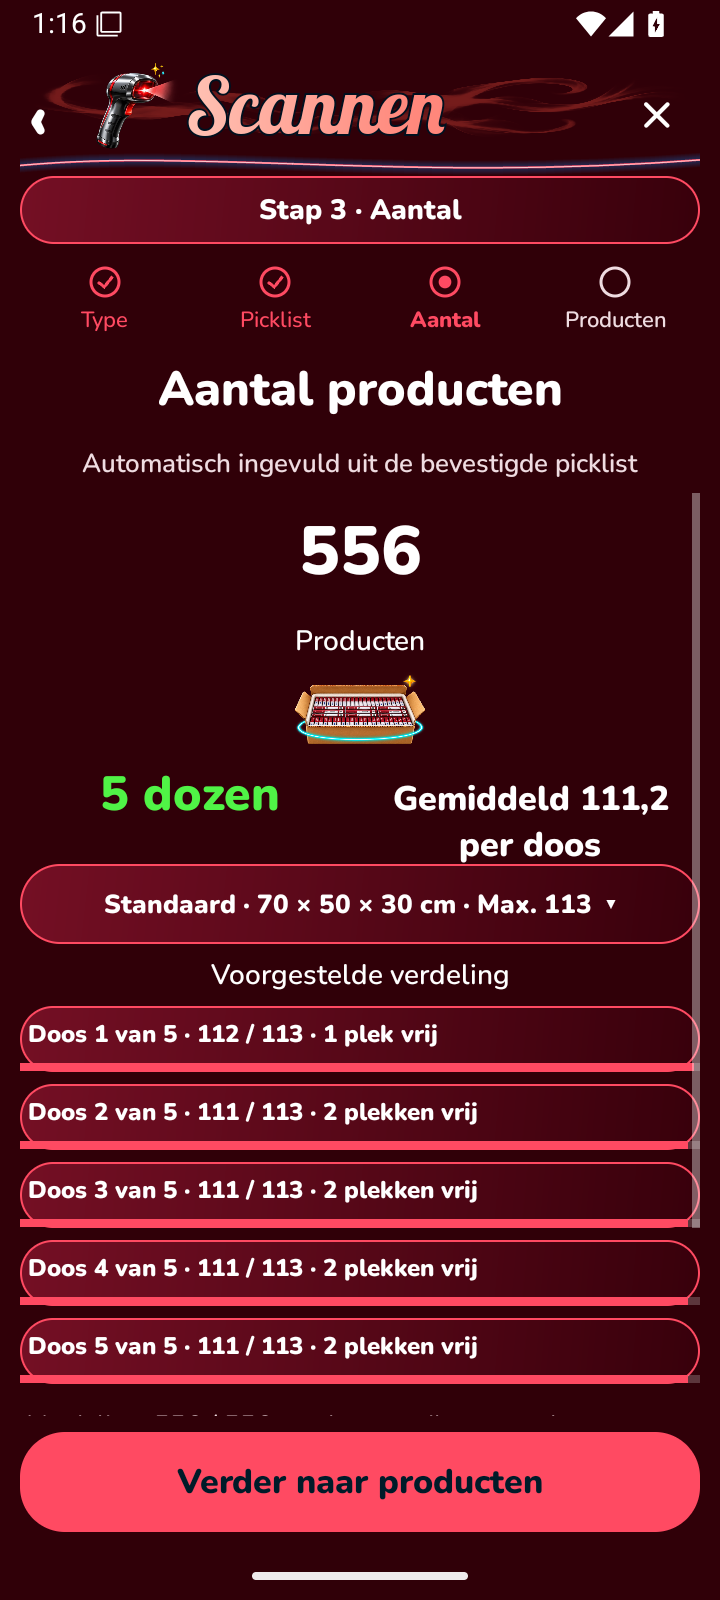 1:16
Scannen
Stap 3 · Aantal
Type
Picklist
Aantal
Producten
Aantal producten
Automatisch ingevuld uit de bevestigde picklist
556
Producten
5 dozen
Gemiddeld 111,2
per doos
Standaard · 70 × 50 × 30 cm · Max. 113 ▾
Voorgestelde verdeling
Doos 1 van 5 · 112 / 113 · 1 plek vrij
Doos 2 van 5 · 111 / 113 · 2 plekken vrij
Doos 3 van 5 · 111 / 113 · 2 plekken vrij
Doos 4 van 5 · 111 / 113 · 2 plekken vrij
Doos 5 van 5 · 111 / 113 · 2 plekken vrij
Verder naar producten